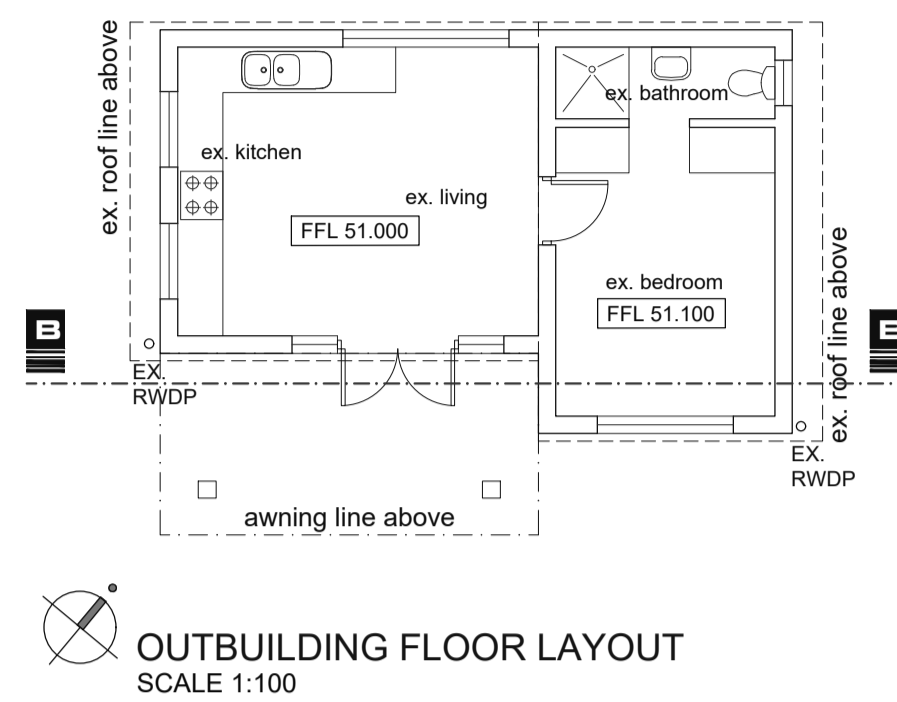 ex. roof line above
ex. bathroom
ex. kitchen
ex. living
FFL 51.000
ex. bedroom
FFL 51.100
ex. roof line above
B
EX.
RWDP
EX.
RWDP
awning line above
OUTBUILDING FLOOR LAYOUT
SCALE 1:100